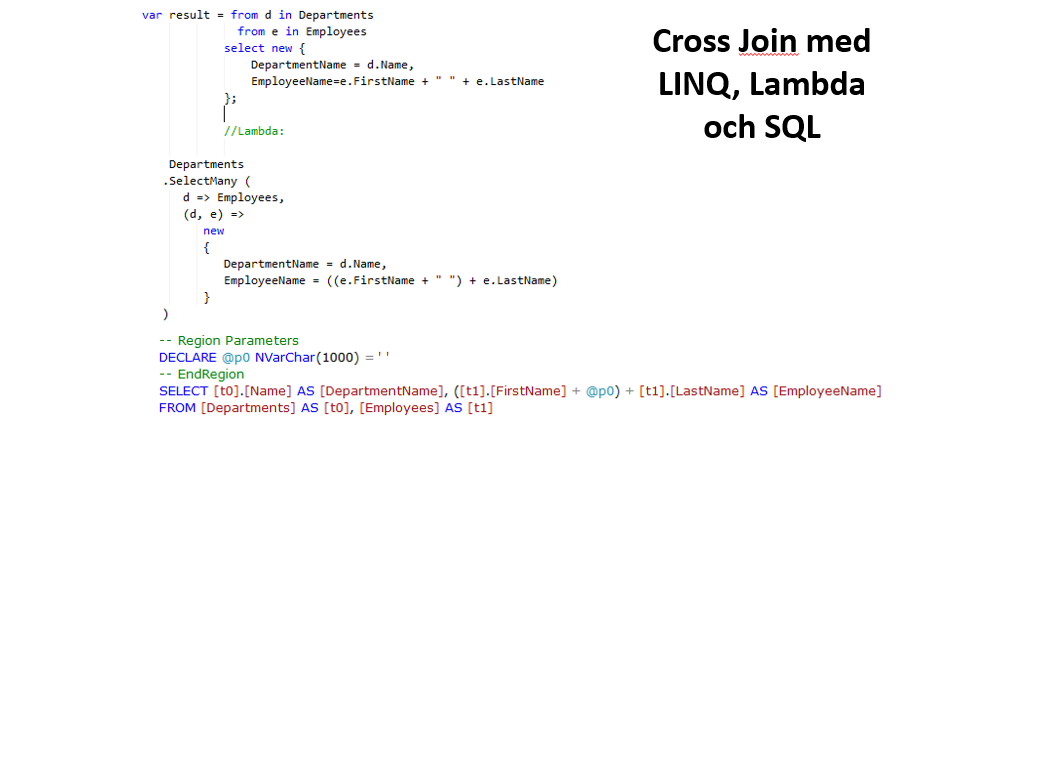 var result = from d in Departments
from e in Employees
select new {
DepartmentName = d.Name,
EmployeeName=e.FirstName + " " + e.LastName
};
//Lambda:
Departments
.SelectMany (
d => Employees,
(d, e) =>
new
{
DepartmentName = d.Name,
EmployeeName = ((e.FirstName + " ") + e.LastName)
}
)
-- Region Parameters
DECLARE @p0 NVarChar(1000) = ' '
-- EndRegion
SELECT [t0].[Name] AS [DepartmentName], ([t1].[FirstName] + @p0) + [t1].[LastName] AS [EmployeeName]
FROM [Departments] AS [t0], [Employees] AS [t1]
Cross Join med
LINQ, Lambda
och SQL